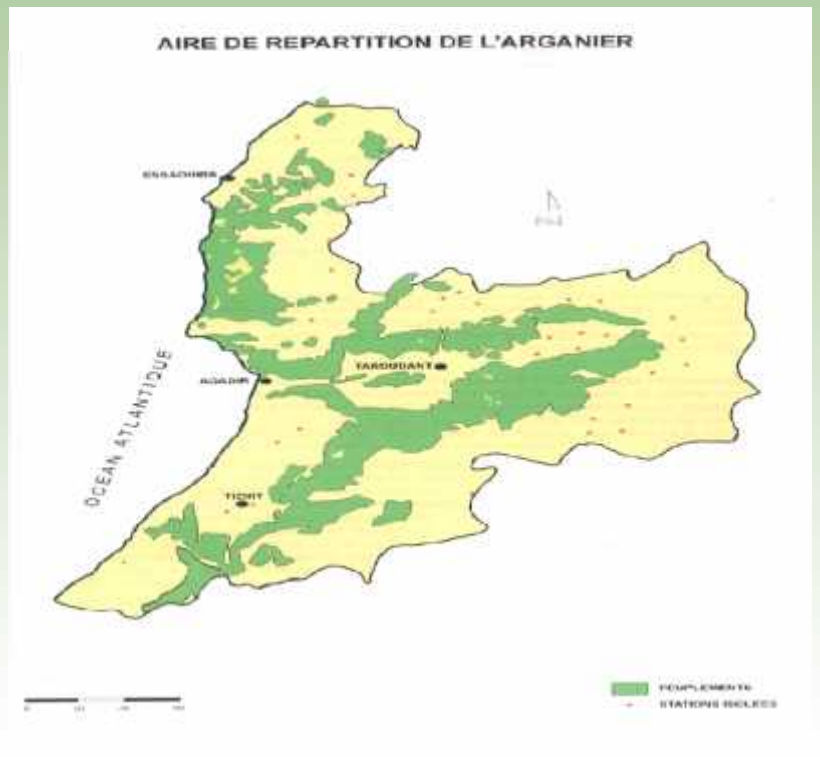 AIRE DE REPARTITION DE L'ARGANIER
ESSAOUIRA
TAROUDANT
AGADIR
OCEAN ATLANTIQUE
TIZNIT
PEUPLEMENTS
STATIONS ISOLEES